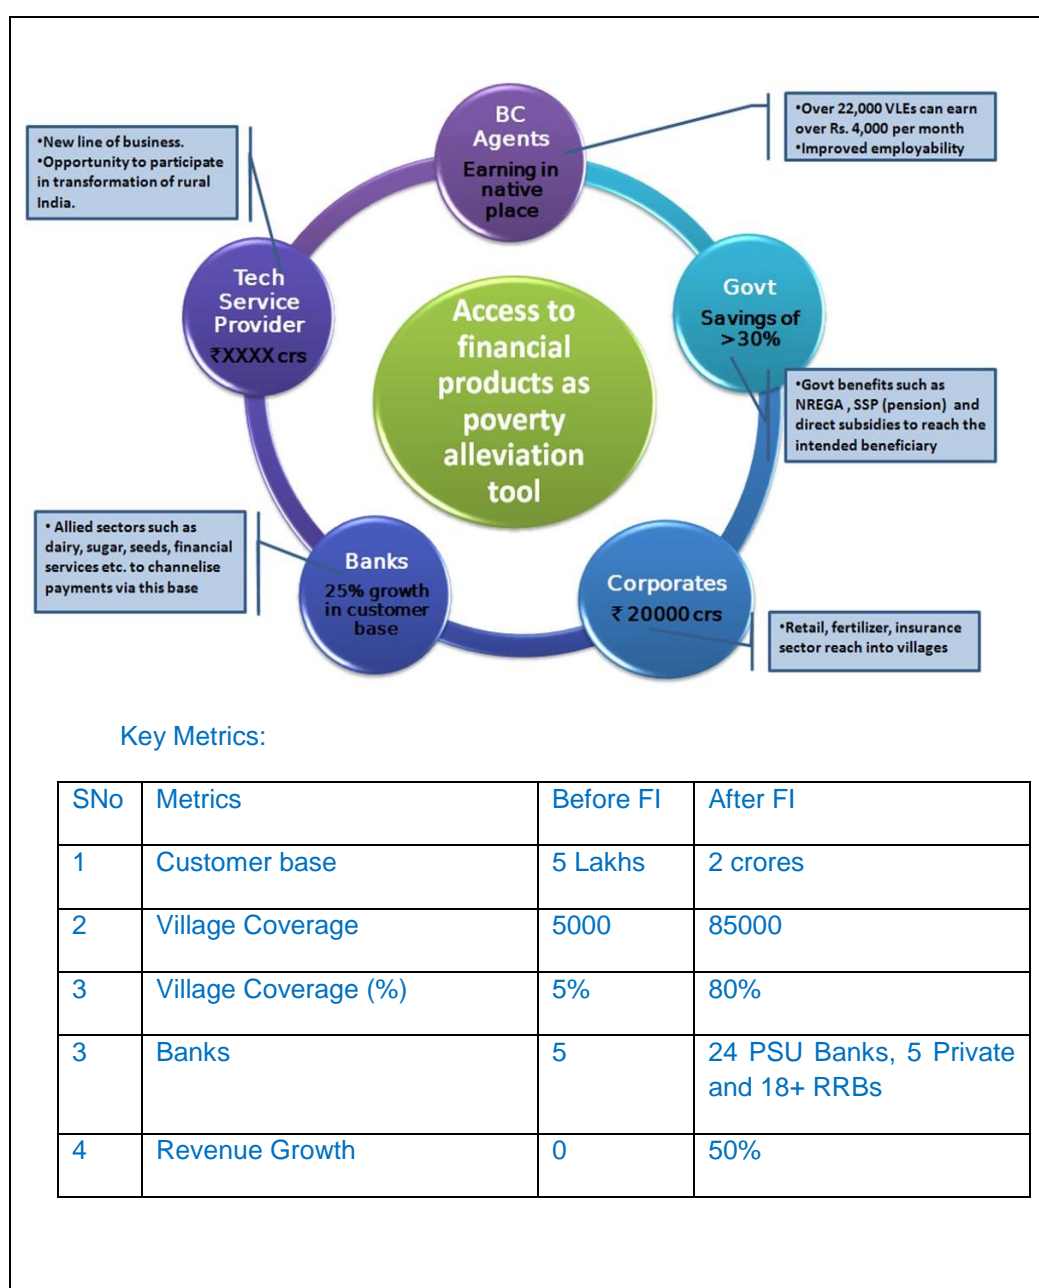 BC
Agents
Earning in
native
place
•Over 22,000 VLEs can earn
over Rs. 4,000 per month
•Improved employability
•New line of business.
•Opportunity to participate
in transformation of rural
India.
Tech
Service
Provider
₹XXXX crs
Govt
Savings of
>30%
Access to
financial
products as
poverty
alleviation
tool
•Govt benefits such as
NREGA , SSP (pension) and
direct subsidies to reach the
intended beneficiary
• Allied sectors such as
dairy, sugar, seeds, financial
services etc. to channelise
payments via this base
Banks
25% growth
in customer
base
Corporates
₹ 20000 crs
•Retail, fertilizer, insurance
sector reach into villages
Key Metrics:
SNo Metrics Before FI After FI
1 Customer base 5 Lakhs 2 crores
2 Village Coverage 5000 85000
3 Village Coverage (%) 5% 80%
3 Banks 5 24 PSU Banks, 5 Private
and 18+ RRBs
4 Revenue Growth 0 50%